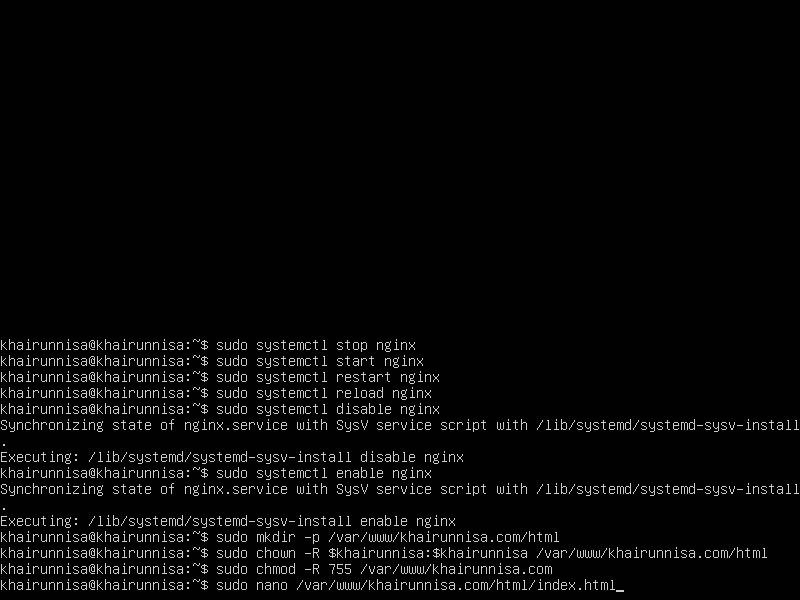 khairunnisa@khairunnisa:~$ sudo systemctl stop nginx
khairunnisa@khairunnisa:~$ sudo systemctl start nginx
khairunnisa@khairunnisa:~$ sudo systemctl restart nginx
khairunnisa@khairunnisa:~$ sudo systemctl reload nginx
khairunnisa@khairunnisa:~$ sudo systemctl disable nginx
Synchronizing state of nginx.service with SysV service script with /lib/systemd/systemd-sysv-install
.
Executing: /lib/systemd/systemd-sysv-install disable nginx
khairunnisa@khairunnisa:~$ sudo systemctl enable nginx
Synchronizing state of nginx.service with SysV service script with /lib/systemd/systemd-sysv-install
.
Executing: /lib/systemd/systemd-sysv-install enable nginx
khairunnisa@khairunnisa:~$ sudo mkdir -p /var/www/khairunnisa.com/html
khairunnisa@khairunnisa:~$ sudo chown -R $khairunnisa:$khairunnisa /var/www/khairunnisa.com/html
khairunnisa@khairunnisa:~$ sudo chmod -R 755 /var/www/khairunnisa.com
khairunnisa@khairunnisa:~$ sudo nano /var/www/khairunnisa.com/html/index.html_